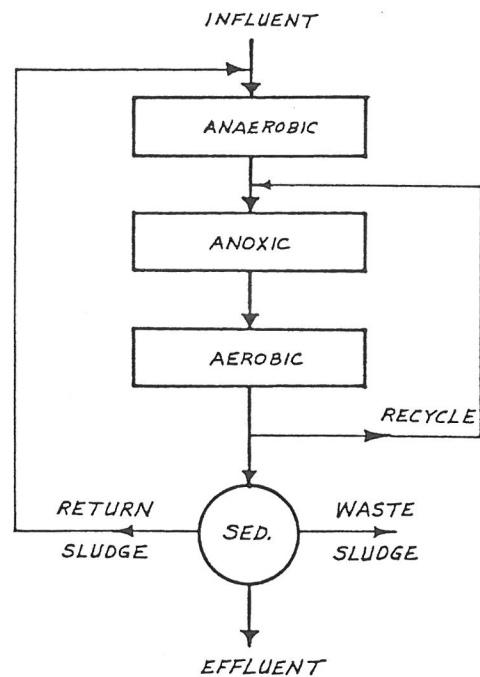 INFLUENT
ANAEROBIC
ANOXIC
AEROBIC
RECYCLE
RETURN
SLUDGE
SED.
WASTE
SLUDGE
EFFLUENT